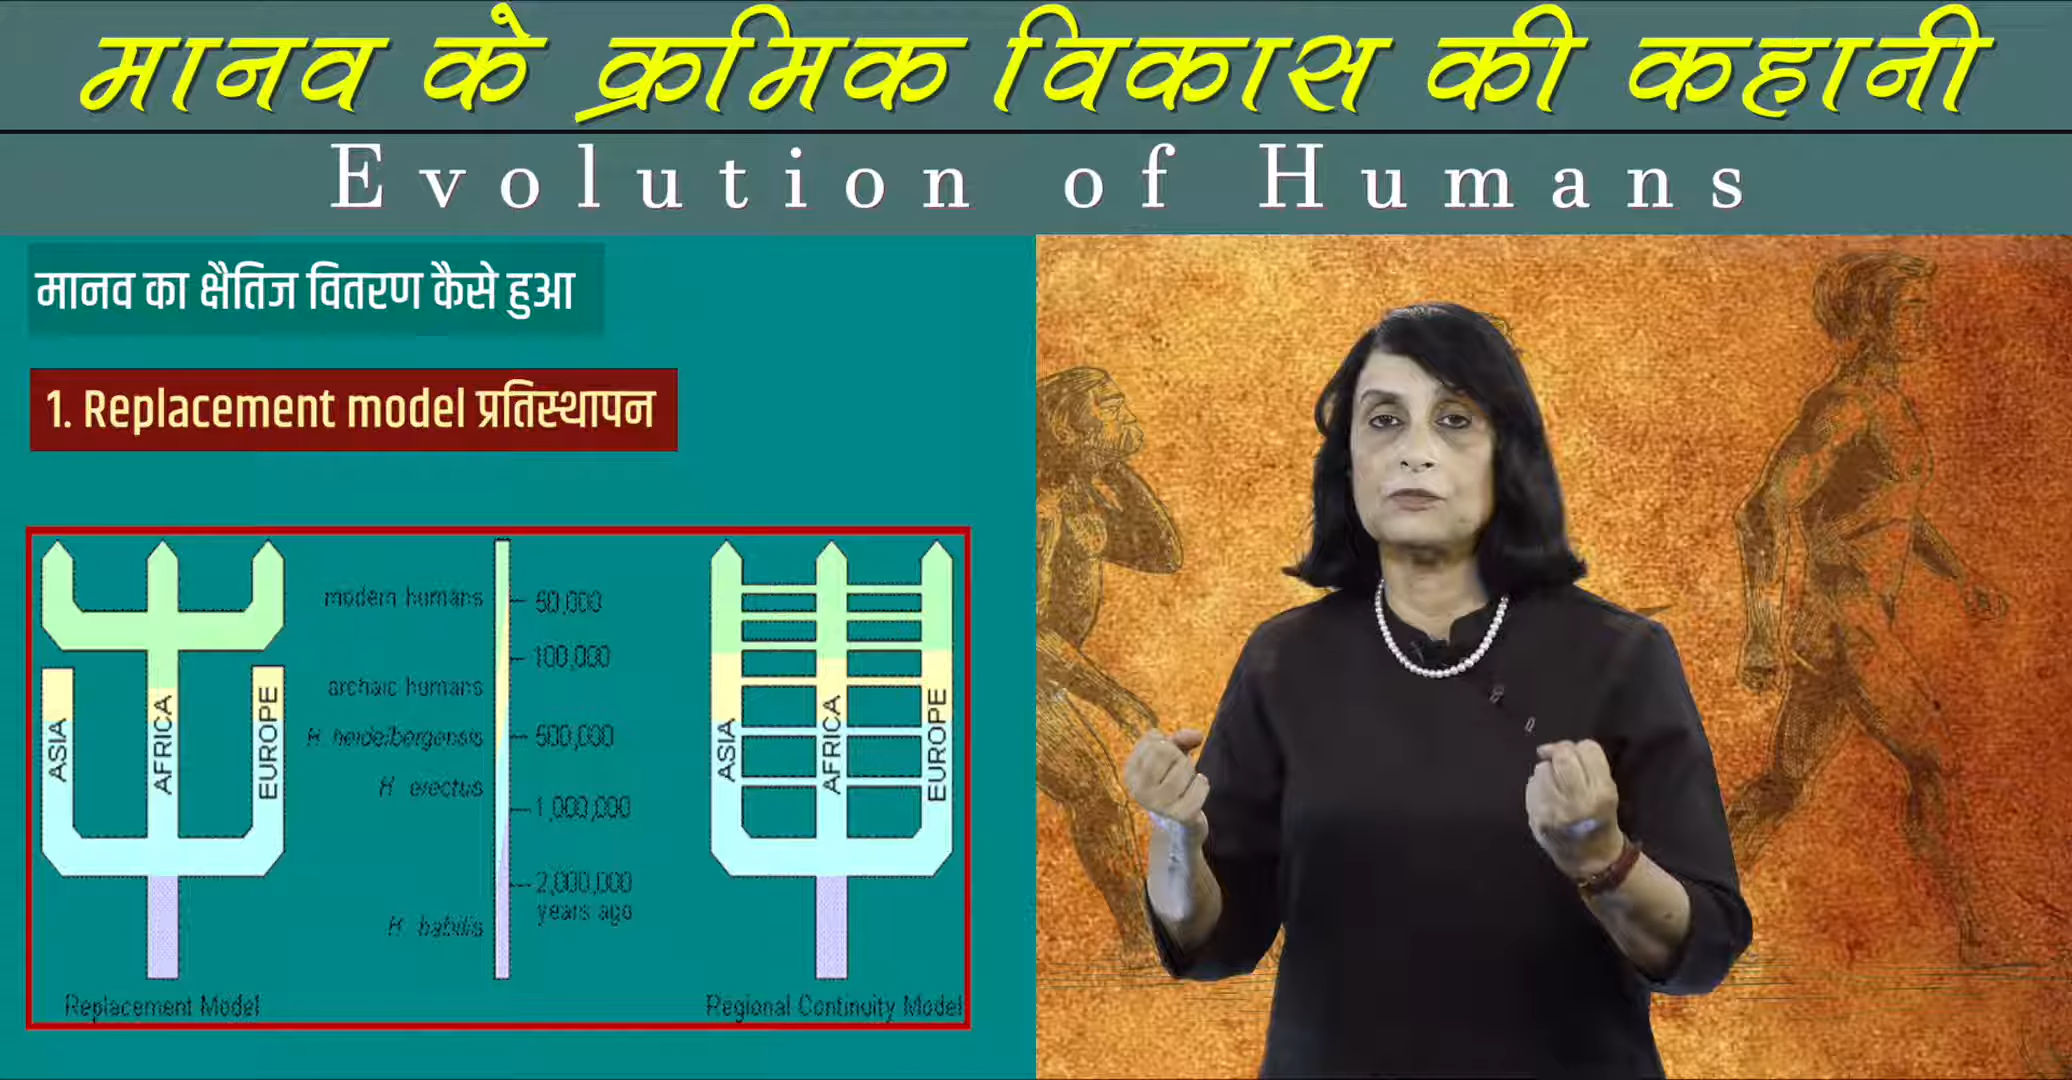 मानव के क्रमिक विकास की कहानी
Evolution of Humans
मानव का क्षैतिज वितरण कैसे हुआ
1. Replacement model प्रतिस्थापन
ASIA
AFRICA
EUROPE
modern humans
archaic humans
H. heidelbergensis
H. erectus
H. habilis
50,000
100,000
500,000
1,000,000
2,000,000
years ago
ASIA
AFRICA
EUROPE
Replacement Model
Regional Continuity Model